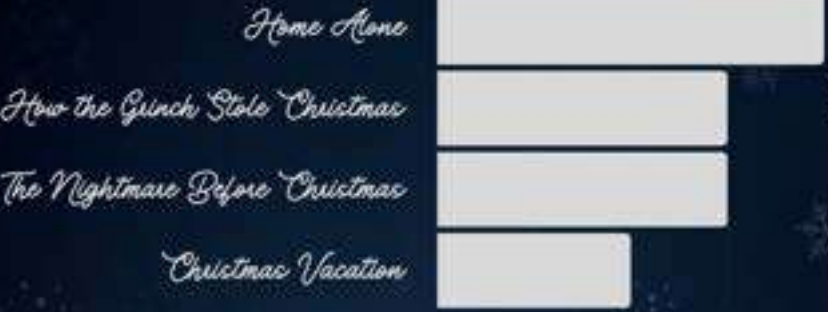 Home Alone
How the Grinch Stole Christmas
The Nightmare Before Christmas
Christmas Vacation